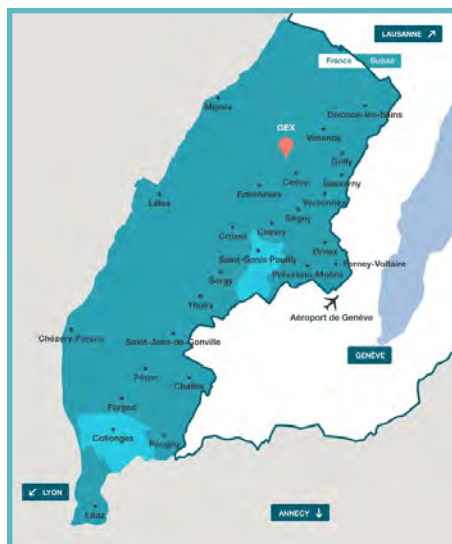 LAUSANNE
France Suisse
Mijoux
Divonne-les-bains
GEX
Vesancy
Grilly
Cessy
Sauverny
Echenevex
Versonnex
Lélex
Ségny
Chevry
Crozet
Ornex
Saint-Genis Pouilly
Ferney-Voltaire
Prévessin-Moëns
Sergy
Thoiry
Aéroport de Genève
Chézery-Forens
Saint-Jean-de-Gonville
GENÈVE
Péron
Challex
Farges
Collonges
Pougny
LYON
Léaz
ANNECY